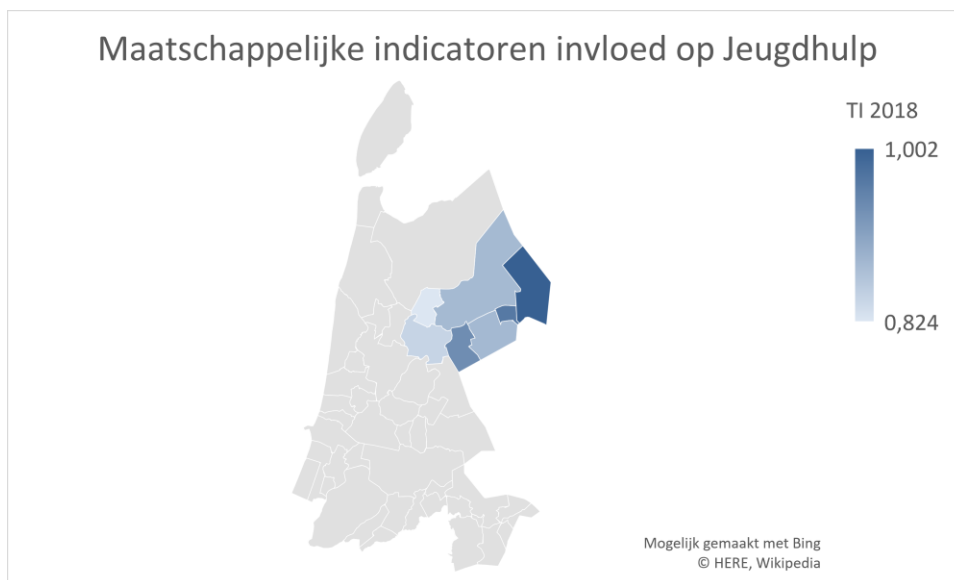 Maatschappelijke indicatoren invloed op Jeugdhulp
TI 2018
1,002
0,824
Mogelijk gemaakt met Bing
© HERE, Wikipedia